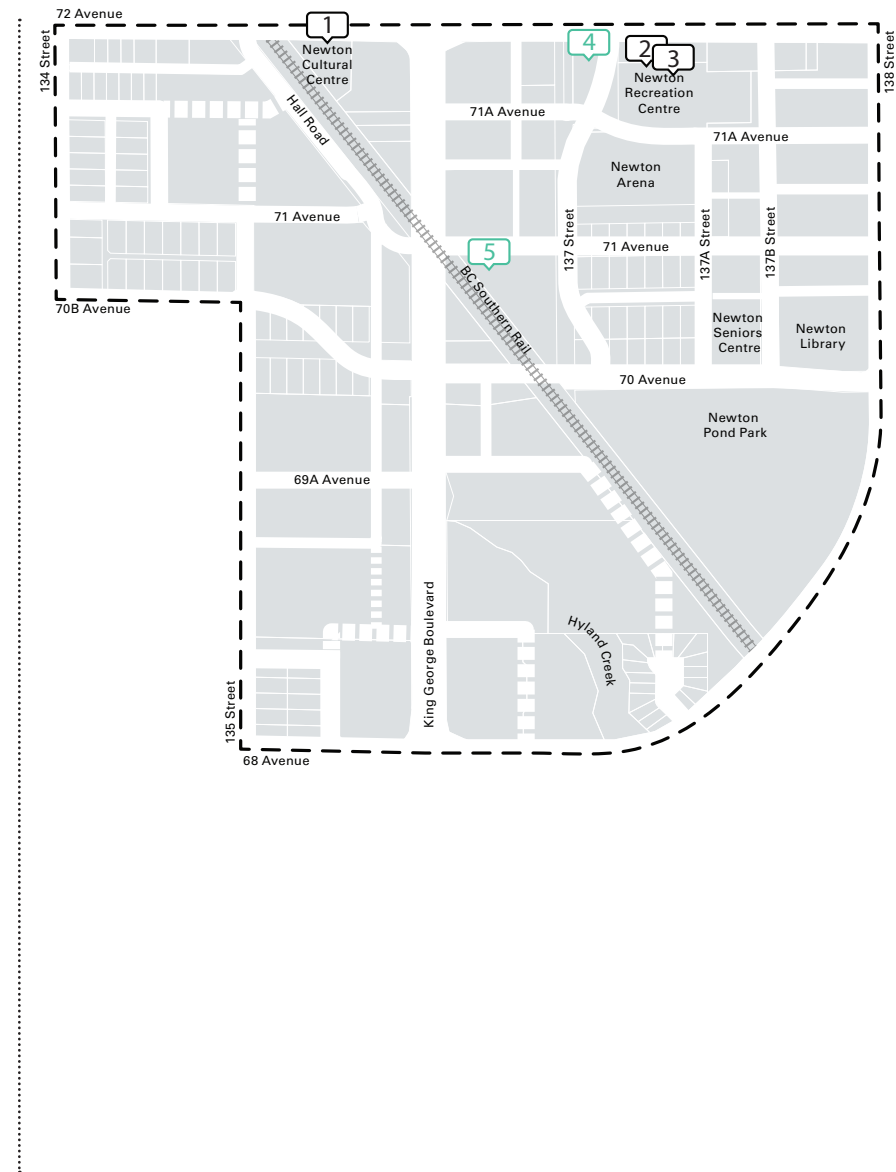 72 Avenue
134 Street
138 Street
1
Newton
Cultural
Centre
4
2
3
Newton
Recreation
Centre
Hall Road
71A Avenue
71A Avenue
Newton
Arena
71 Avenue
137 Street
71 Avenue
137A Street
137B Street
5
BC Southern Rail
70B Avenue
Newton
Seniors
Centre
Newton
Library
70 Avenue
Newton
Pond Park
69A Avenue
King George Boulevard
Hyland Creek
135 Street
68 Avenue